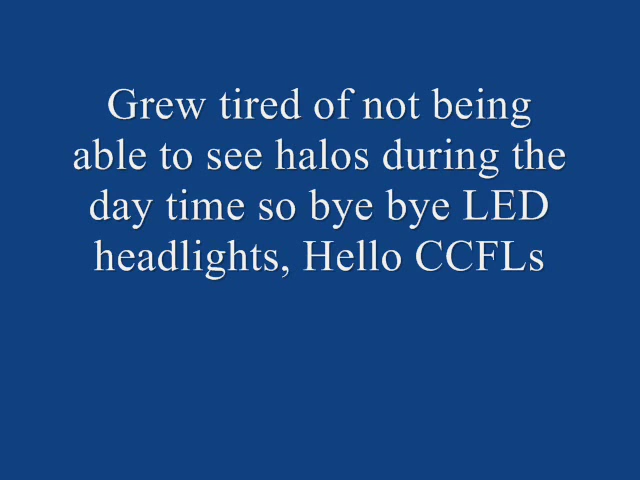 Grew tired of not being
able to see halos during the
day time so bye bye LED
headlights, Hello CCFLs